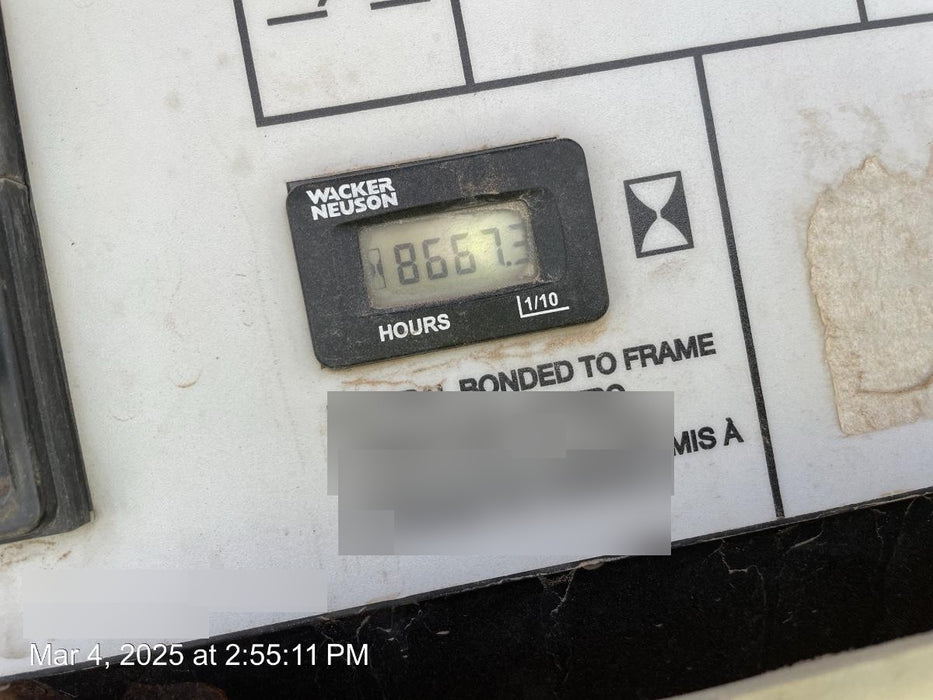 WACKER
NEUSON
8667.3
HOURS
1/10
BONDED TO FRAME
MIS À
Mar 4, 2025 at 2:55:11 PM